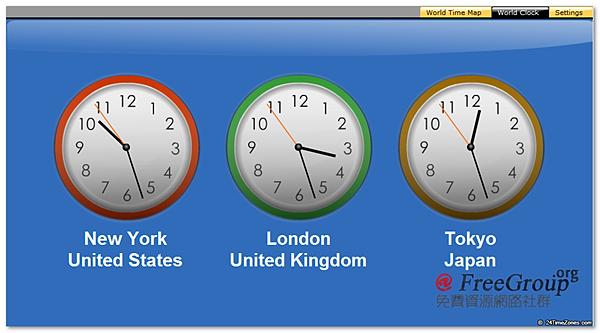 World Time Map World Clock Settings
12
11 1
10 2
9 3
8 4
7 5
6
12
11 1
10 2
9 3
8 4
7 5
6
12
11 1
10 2
9 3
8 4
7 5
6
New York
United States
London
United Kingdom
Tokyo
Japan
@ FreeGroup.org
免費資源網路社群
© 24TimeZones.com